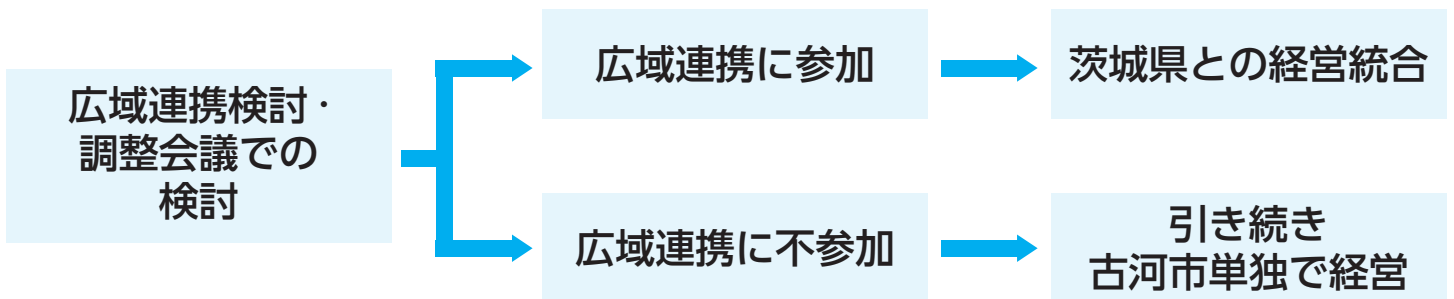 広域連携検討・
調整会議での
検討
広域連携に参加
茨城県との経営統合
広域連携に不参加
引き続き
古河市単独で経営